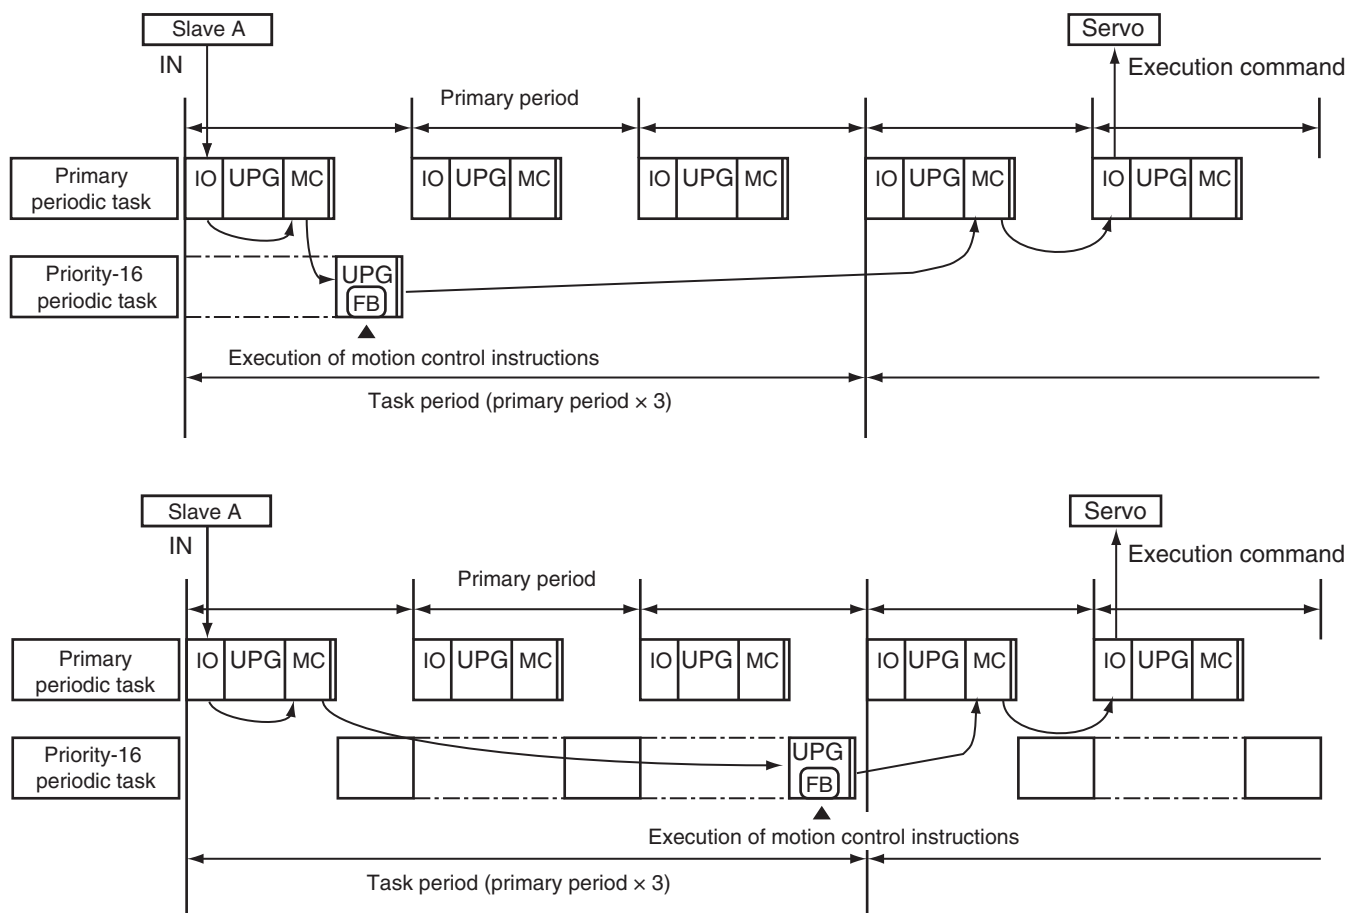 Slave A
Servo
IN
Execution command
Primary period
Primary
periodic task
IO UPG MC
IO UPG MC
IO UPG MC
IO UPG MC
IO UPG MC
Priority-16
periodic task
UPG
FB
Execution of motion control instructions
Task period (primary period × 3)
Slave A
Servo
IN
Execution command
Primary period
Primary
periodic task
IO UPG MC
IO UPG MC
IO UPG MC
IO UPG MC
IO UPG MC
Priority-16
periodic task
UPG
FB
Execution of motion control instructions
Task period (primary period × 3)